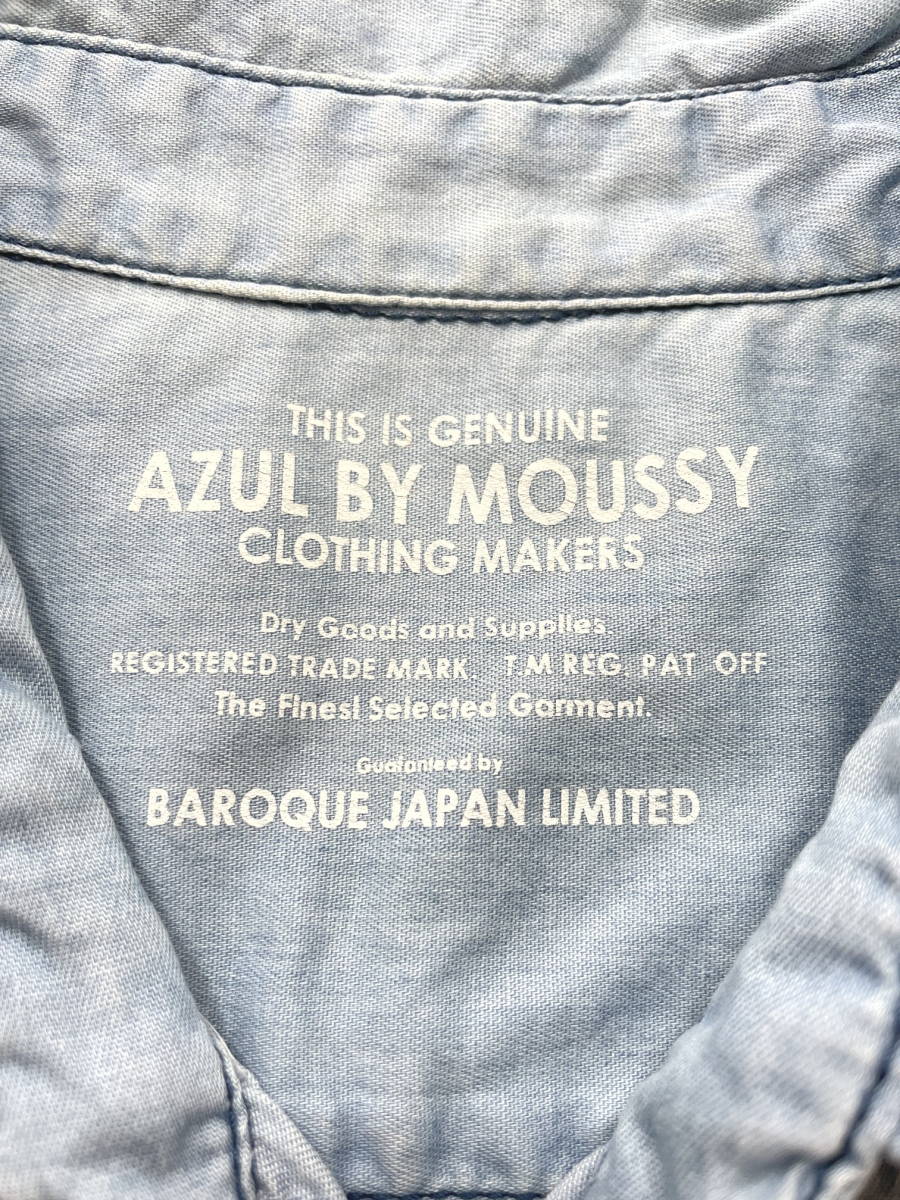 THIS IS GENUINE
AZUL BY MOUSSY
CLOTHING MAKERS
Dry Goods and Supplies.
REGISTERED TRADE MARK. T.M REG. PAT OFF
The Finest Selected Garment.
Guaranteed by
BAROQUE JAPAN LIMITED